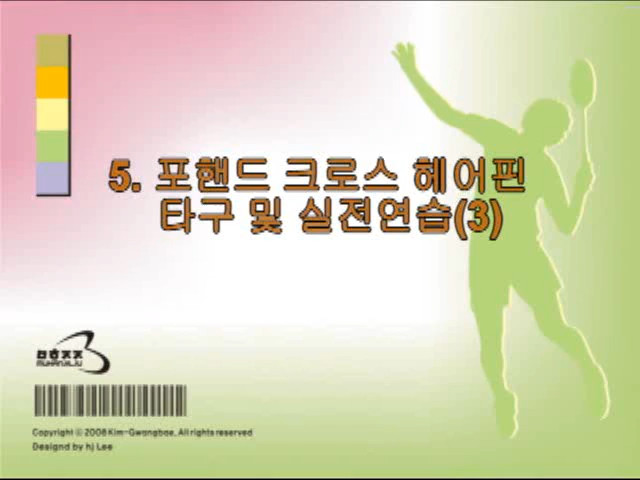 5. 포핸드 크로스 헤어핀
타구 및 실전연습(3)
Copyright ⓒ 2008 Kim-Gwangbae. All rights reserved
Designd by hj Lee